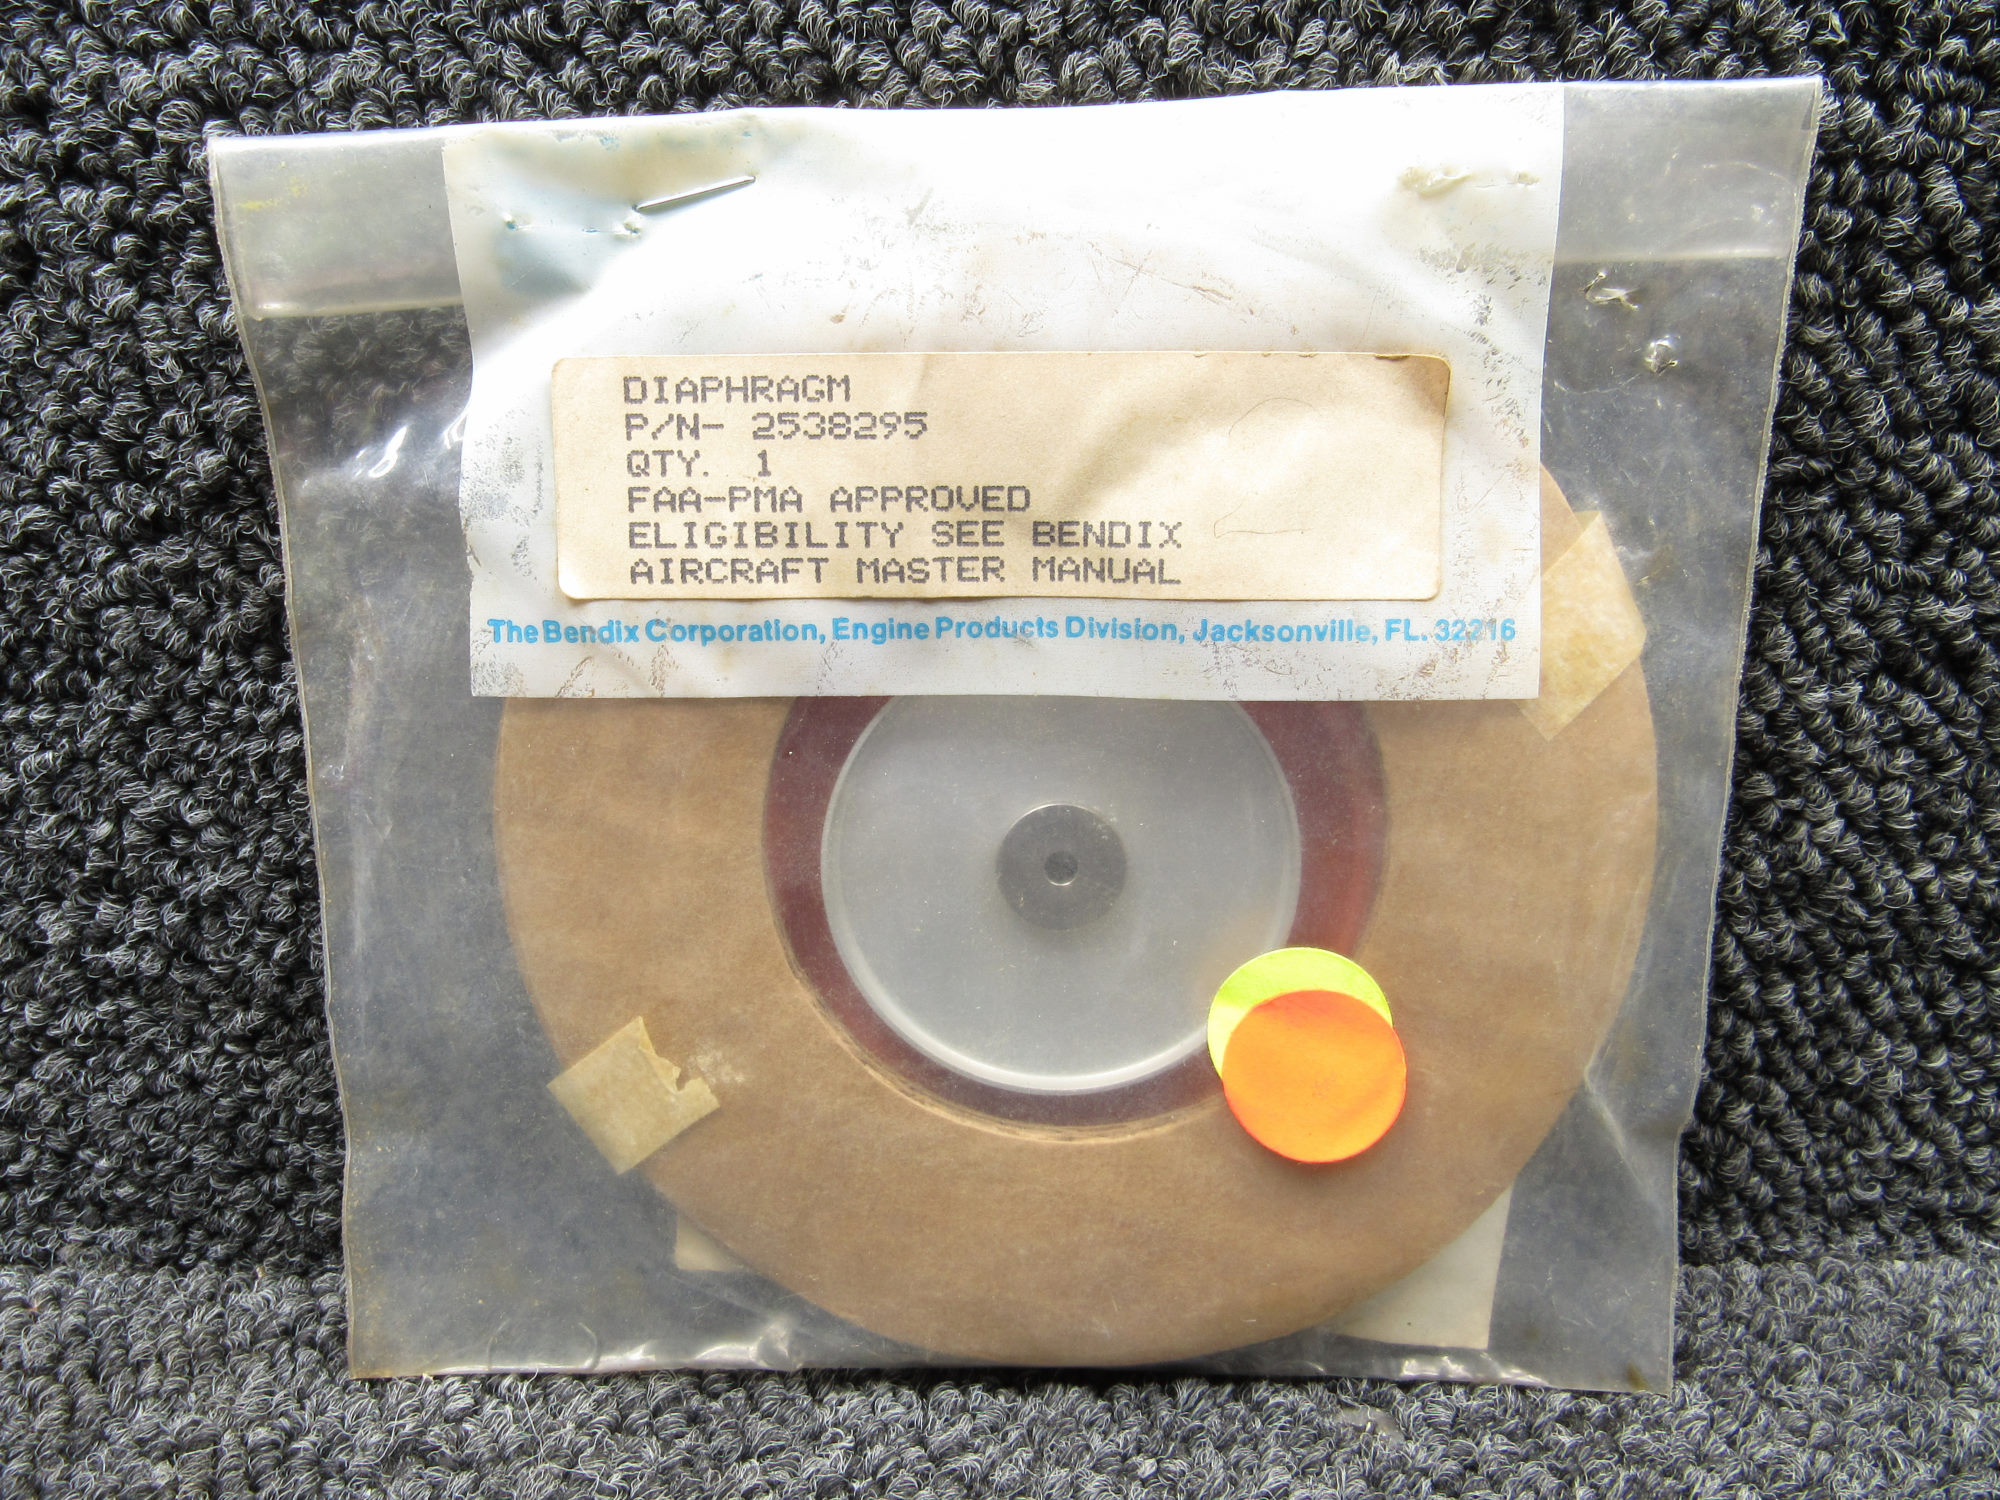 DIAPHRAGM
P/N- 2538295
QTY. 1
FAA-PMA APPROVED
ELIGIBILITY SEE BENDIX
AIRCRAFT MASTER MANUAL
The Bendix Corporation, Engine Products Division, Jacksonville, FL. 32216